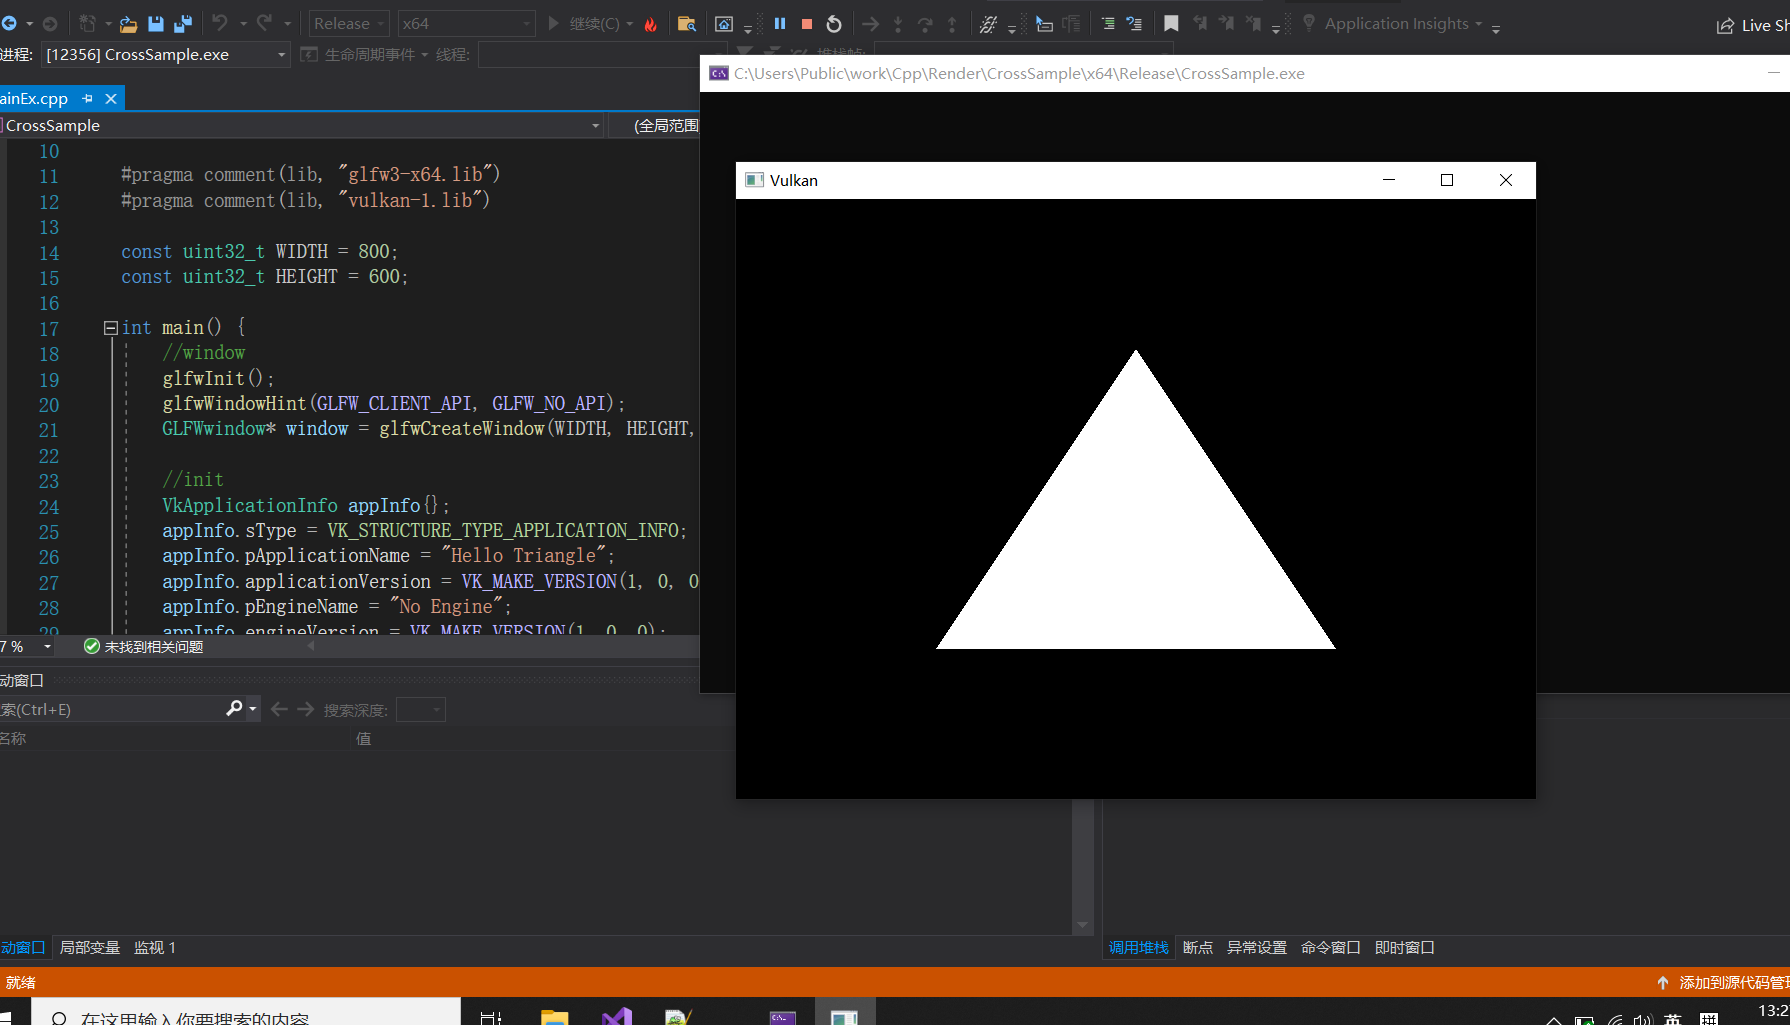 Release
x64
继续(C)
Application Insights
Live Sh
进程:
[12356] CrossSample.exe
生命周期事件
线程:
C:\Users\Public\work\Cpp\Render\CrossSample\x64\Release\CrossSample.exe
ainEx.cpp
CrossSample
(全局范围
Vulkan
10
11 #pragma comment(lib, "glfw3-x64.lib")
12 #pragma comment(lib, "vulkan-1.lib")
13
14 const uint32_t WIDTH = 800;
15 const uint32_t HEIGHT = 600;
16
17 int main() {
18 //window
19 glfwInit();
20 glfwWindowHint(GLFW_CLIENT_API, GLFW_NO_API);
21 GLFWwindow* window = glfwCreateWindow(WIDTH, HEIGHT,
22
23 //init
24 VkApplicationInfo appInfo{};
25 appInfo.sType = VK_STRUCTURE_TYPE_APPLICATION_INFO;
26 appInfo.pApplicationName = "Hello Triangle";
27 appInfo.applicationVersion = VK_MAKE_VERSION(1, 0, 0
28 appInfo.pEngineName = "No Engine";
29 appInfo.engineVersion = VK_MAKE_VERSION(1, 0, 0);
7 %
未找到相关问题
动窗口
索(Ctrl+E)
搜索深度:
名称
值
动窗口 局部变量 监视 1
调用堆栈 断点 异常设置 命令窗口 即时窗口
就绪
添加到源代码管理
在这里输入你要搜索的内容
英
拼
13:2